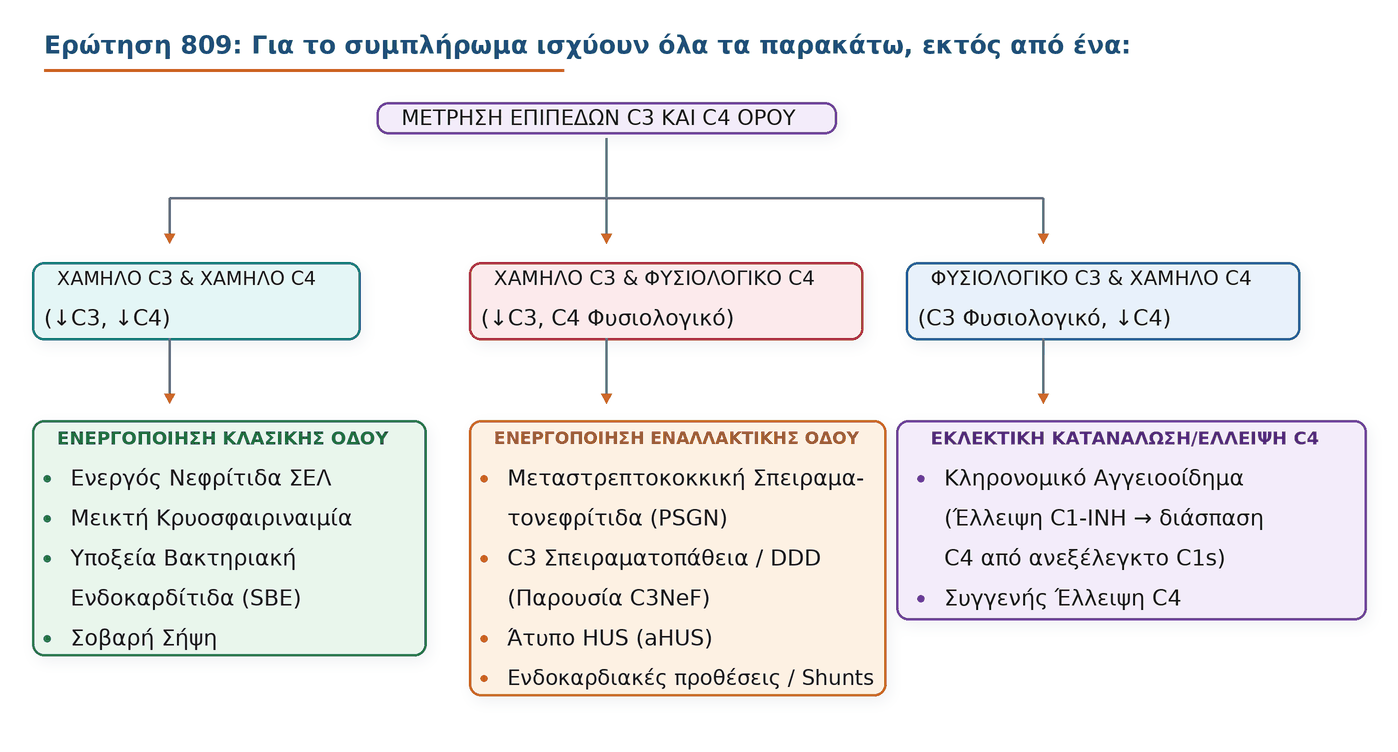 Ερώτηση 809: Για το συμπλήρωμα ισχύουν όλα τα παρακάτω, εκτός από ένα:
ΜΕΤΡΗΣΗ ΕΠΙΠΕΔΩΝ C3 ΚΑΙ C4 ΟΡΟΥ
ΧΑΜΗΛΟ C3 & ΧΑΜΗΛΟ C4
(↓C3, ↓C4)
ΧΑΜΗΛΟ C3 & ΦΥΣΙΟΛΟΓΙΚΟ C4
(↓C3, C4 Φυσιολογικό)
ΦΥΣΙΟΛΟΓΙΚΟ C3 & ΧΑΜΗΛΟ C4
(C3 Φυσιολογικό, ↓C4)
ΕΝΕΡΓΟΠΟΙΗΣΗ ΚΛΑΣΙΚΗΣ ΟΔΟΥ
• Ενεργός Νεφρίτιδα ΣΕΛ
• Μεικτή Κρυοσφαιριναιμία
• Υποξεία Βακτηριακή
Ενδοκαρδίτιδα (SBE)
• Σοβαρή Σήψη
ΕΝΕΡΓΟΠΟΙΗΣΗ ΕΝΑΛΛΑΚΤΙΚΗΣ ΟΔΟΥ
• Μεταστρεπτοκοκκική Σπειραμα-
τονεφρίτιδα (PSGN)
• C3 Σπειραματοπάθεια / DDD
(Παρουσία C3NeF)
• Άτυπο HUS (aHUS)
• Ενδοκαρδιακές προθέσεις / Shunts
ΕΚΛΕΚΤΙΚΗ ΚΑΤΑΝΑΛΩΣΗ/ΕΛΛΕΙΨΗ C4
• Κληρονομικό Αγγειοοίδημα
(Έλλειψη C1-INH → διάσπαση
C4 από ανεξέλεγκτο C1s)
• Συγγενής Έλλειψη C4